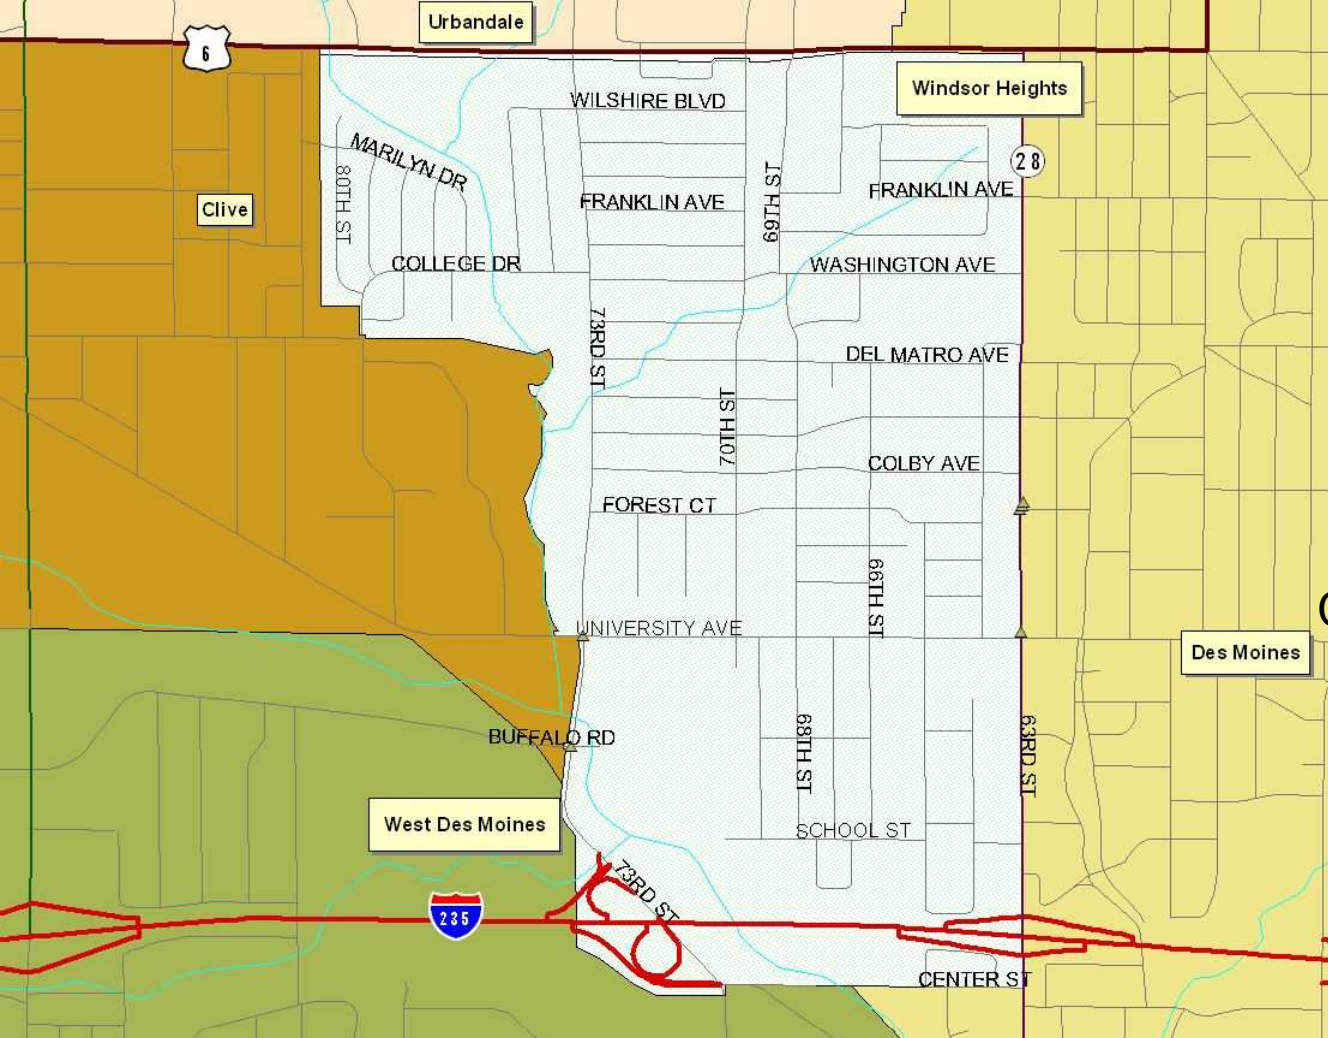 Urbandale
6
Windsor Heights
WILSHIRE BLVD
MARILYN DR
28
80TH ST
69TH ST
FRANKLIN AVE
FRANKLIN AVE
Clive
COLLEGE DR
WASHINGTON AVE
73RD ST
DEL MATRO AVE
70TH ST
COLBY AVE
FOREST CT
66TH ST
UNIVERSITY AVE
Des Moines
BUFFALO RD
68TH ST
63RD ST
West Des Moines
SCHOOL ST
73RD ST
235
CENTER ST